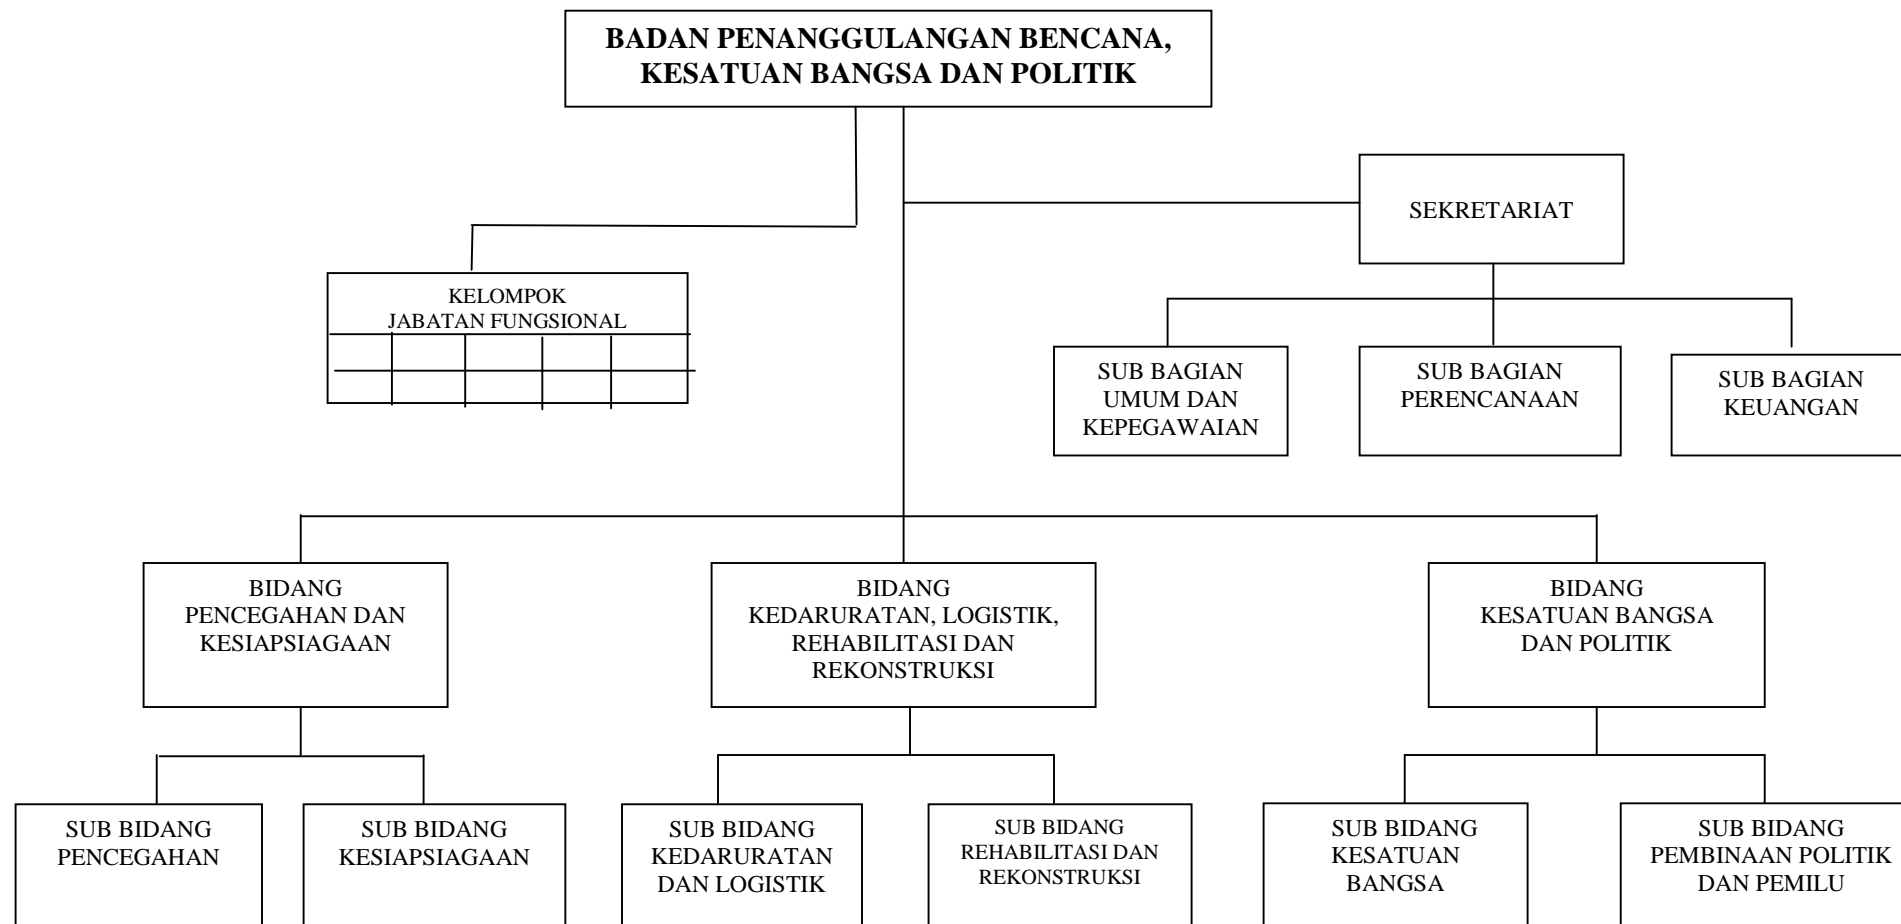 BADAN PENANGGULANGAN BENCANA,
KESATUAN BANGSA DAN POLITIK
SEKRETARIAT
KELOMPOK
JABATAN FUNGSIONAL
SUB BAGIAN
UMUM DAN
KEPEGAWAIAN
SUB BAGIAN
PERENCANAAN
SUB BAGIAN
KEUANGAN
BIDANG
PENCEGAHAN DAN
KESIAPSIAGAAN
BIDANG
KEDARURATAN, LOGISTIK,
REHABILITASI DAN
REKONSTRUKSI
BIDANG
KESATUAN BANGSA
DAN POLITIK
SUB BIDANG
PENCEGAHAN
SUB BIDANG
KESIAPSIAGAAN
SUB BIDANG
KEDARURATAN
DAN LOGISTIK
SUB BIDANG
REHABILITASI DAN
REKONSTRUKSI
SUB BIDANG
KESATUAN
BANGSA
SUB BIDANG
PEMBINAAN POLITIK
DAN PEMILU